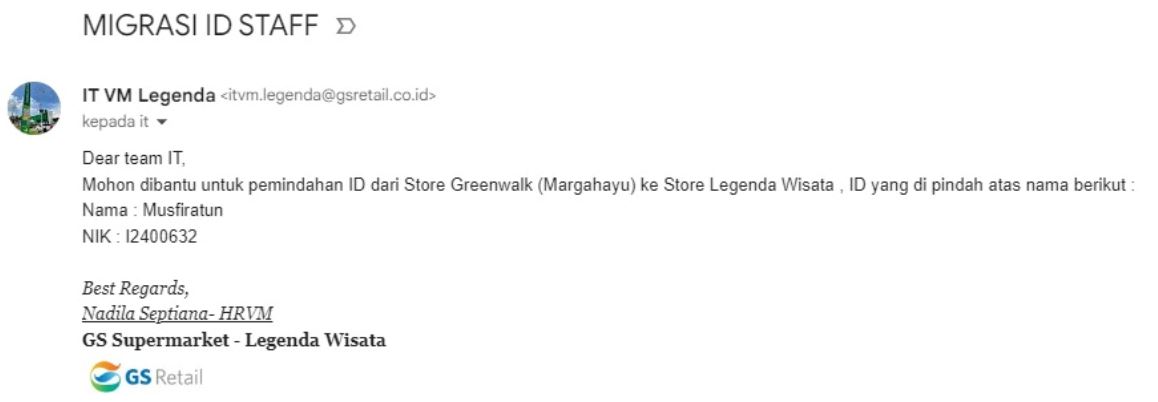 MIGRASI ID STAFF
IT VM Legenda <itvm.legenda@gsretail.co.id>
kepada it
Dear team IT,
Mohon dibantu untuk pemindahan ID dari Store Greenwalk (Margahayu) ke Store Legenda Wisata , ID yang di pindah atas nama berikut :
Nama : Musfiratun
NIK : I2400632
Best Regards,
Nadila Septiana- HRVM
GS Supermarket - Legenda Wisata
GS Retail